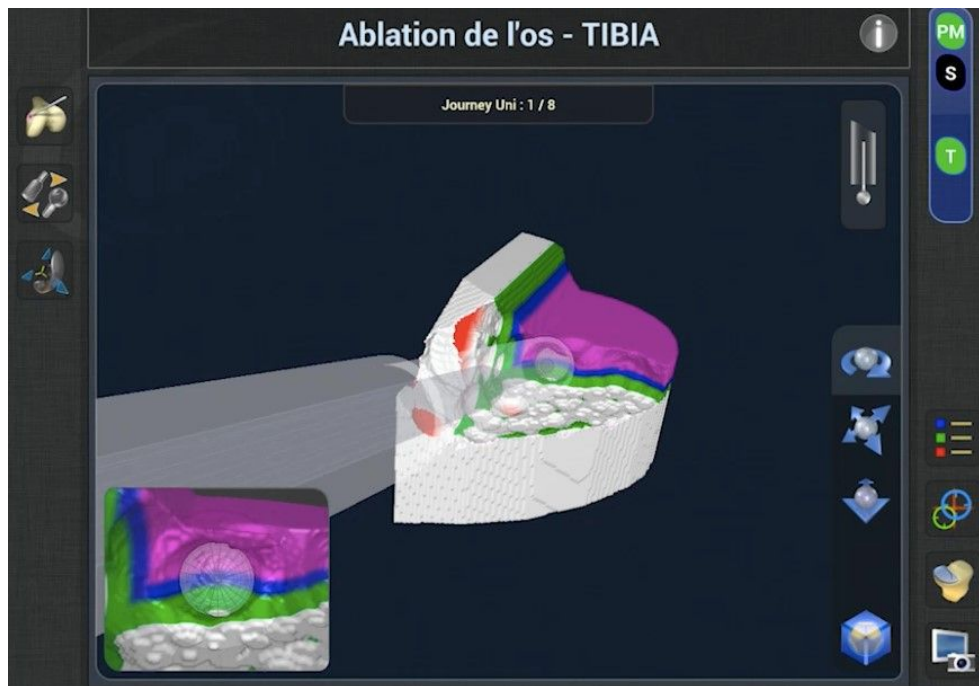 Ablation de l'os - TIBIA
i
PM
S
Journey Uni : 1 / 8
T